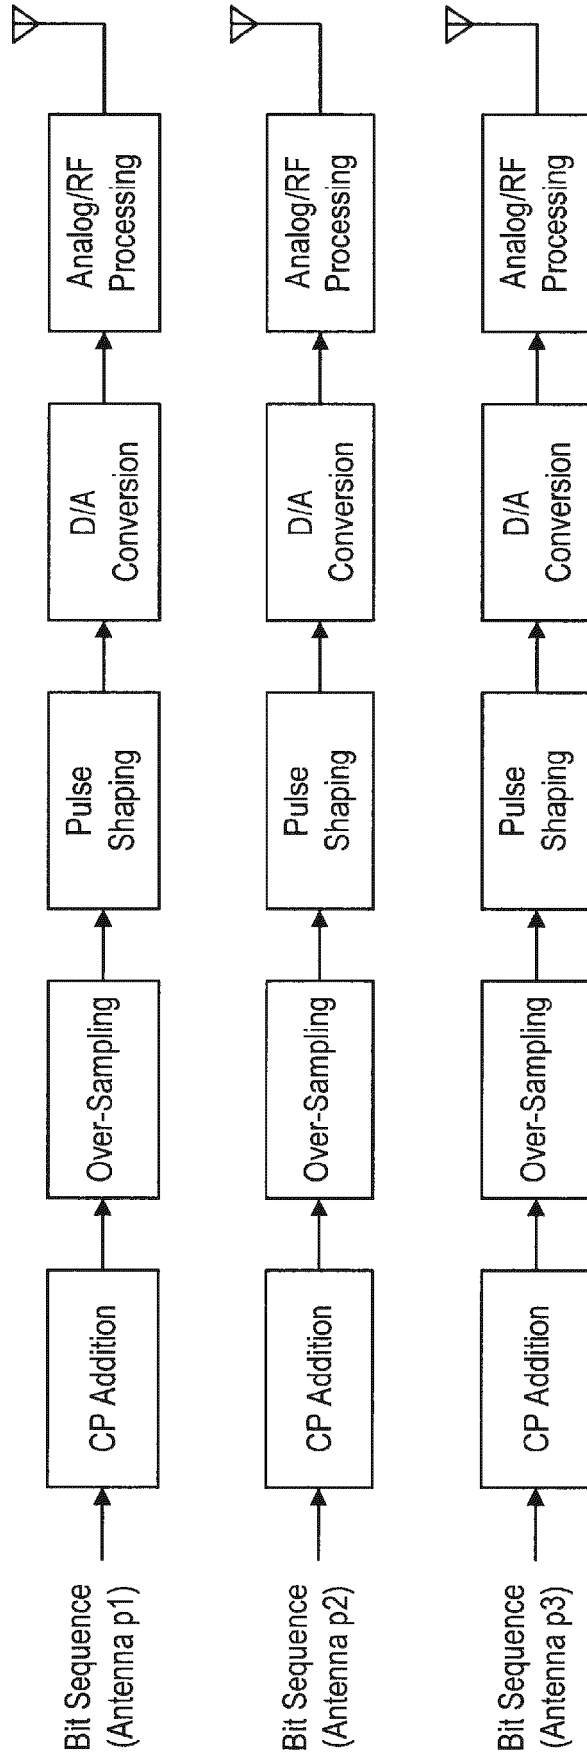 Bit Sequence
(Antenna p1)
CP Addition
Over-Sampling
Pulse
Shaping
D/A
Conversion
Analog/RF
Processing
Bit Sequence
(Antenna p2)
CP Addition
Over-Sampling
Pulse
Shaping
D/A
Conversion
Analog/RF
Processing
Bit Sequence
(Antenna p3)
CP Addition
Over-Sampling
Pulse
Shaping
D/A
Conversion
Analog/RF
Processing